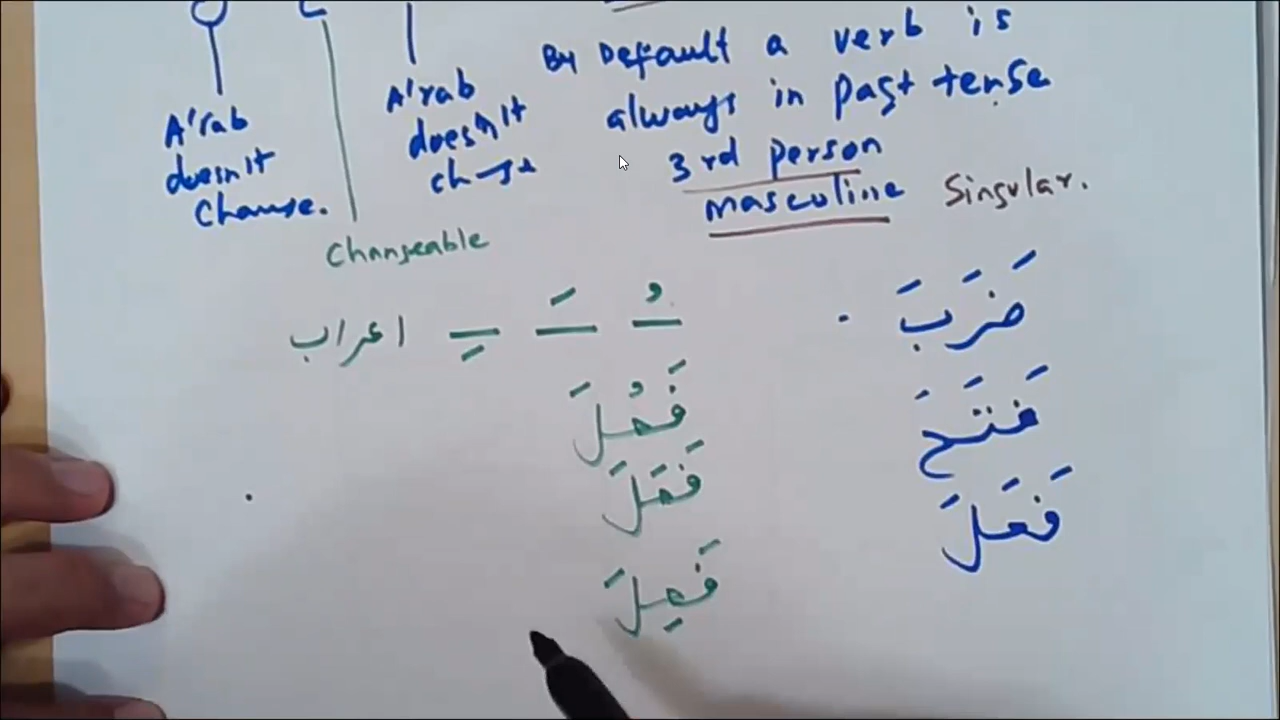 A'rab
doesn't
Change.
A'rab
doesn't
change
Changeable
By Default a verb is
always in past tense
3rd person
masculine Singular.
اعراب ـِ ـَ ـُ
فَعُلَ
فَعَلَ
فَعِلَ
ضَرَبَ
فَتَحَ
فَعَلَ